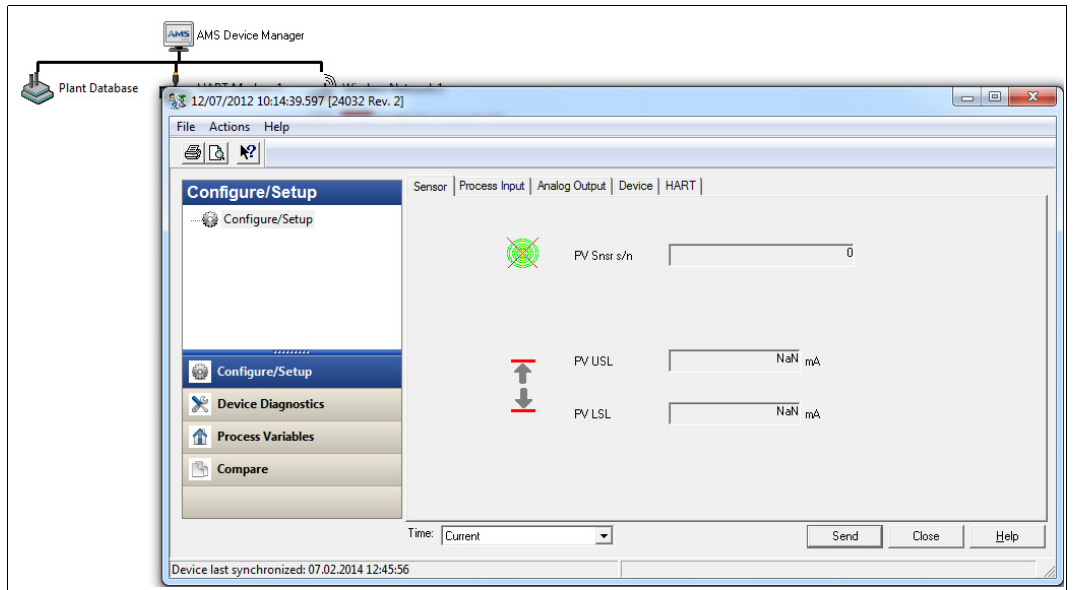 AMS AMS Device Manager
Plant Database
12/07/2012 10:14:39.597 [24032 Rev. 2]
File Actions Help
Configure/Setup
Configure/Setup
Sensor Process Input Analog Output Device HART
PV Snsr s/n 0
PV USL NaN mA
PV LSL NaN mA
Configure/Setup
Device Diagnostics
Process Variables
Compare
Time: Current
Send Close Help
Device last synchronized: 07.02.2014 12:45:56